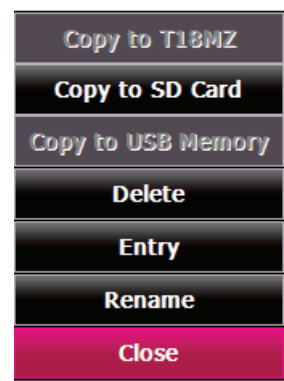 Copy to T18MZ
Copy to SD Card
Copy to USB Memory
Delete
Entry
Rename
Close